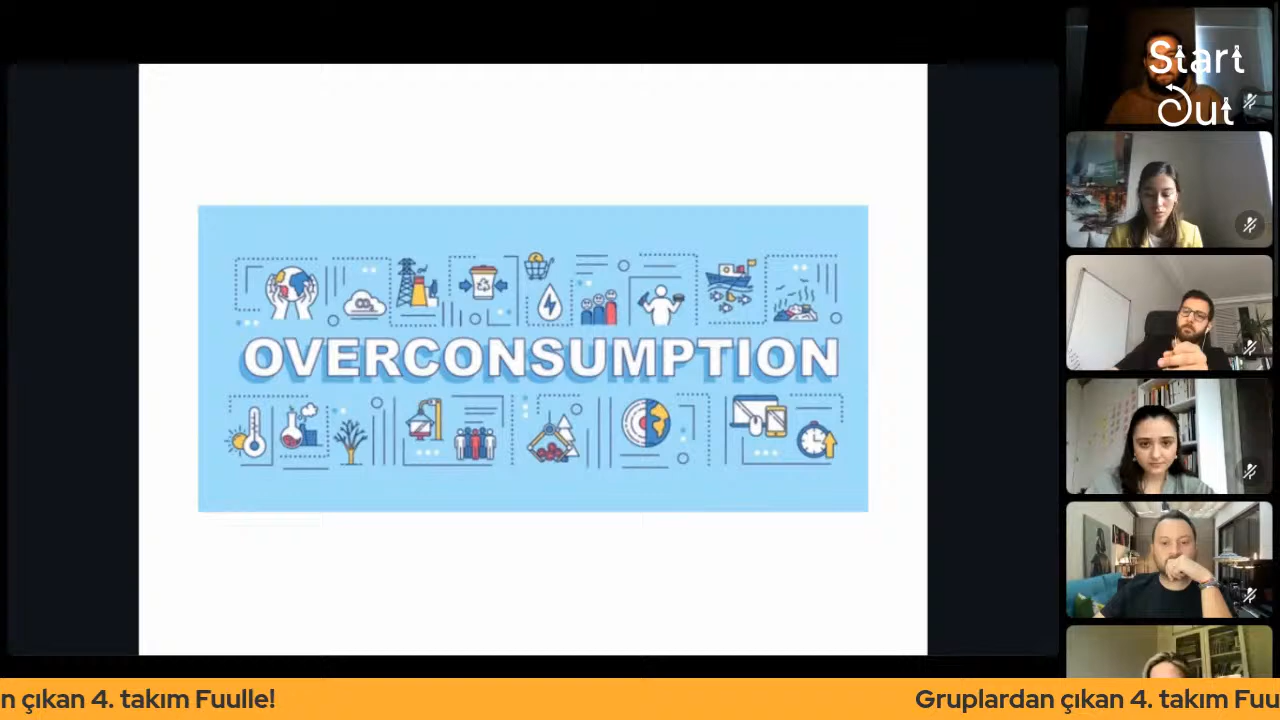 Start
Out
OVERCONSUMPTION
n çıkan 4. takım Fuulle!
Gruplardan çıkan 4. takım Fuu